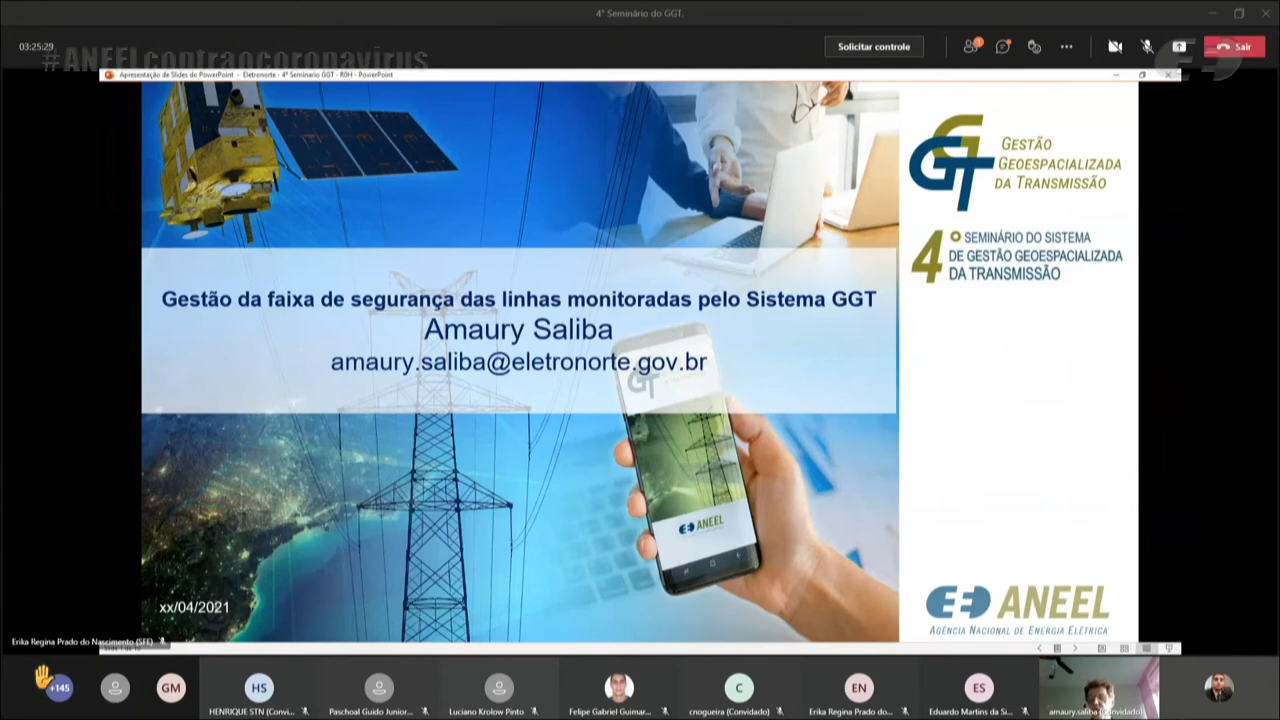 4° Seminário do GGT.
03:25:29
#ANEELcontraocoronavirus
Solicitar controle
Sair
Apresentação de Slides do PowerPoint - Eletronorte - 4º Seminario GGT - R0H - PowerPoint
GESTÃO
GEOESPACIALIZADA
DA TRANSMISSÃO
4º SEMINÁRIO DO SISTEMA
DE GESTÃO GEOESPACIALIZADA
DA TRANSMISSÃO
Gestão da faixa de segurança das linhas monitoradas pelo Sistema GGT
Amaury Saliba
amaury.saliba@eletronorte.gov.br
GT
ANEEL
xx/04/2021
ANEEL
AGÊNCIA NACIONAL DE ENERGIA ELÉTRICA
Erika Regina Prado do Nascimento (SFE)
+145
GM
HS
C
EN
ES
HENRIQUE STN (Convi...
Paschoal Guido Junior...
Luciano Krolow Pinto
Felipe Gabriel Guimar...
cnogueira (Convidado)
Erika Regina Prado do...
Eduardo Martins da Si...
amaury.saliba (Convidado)